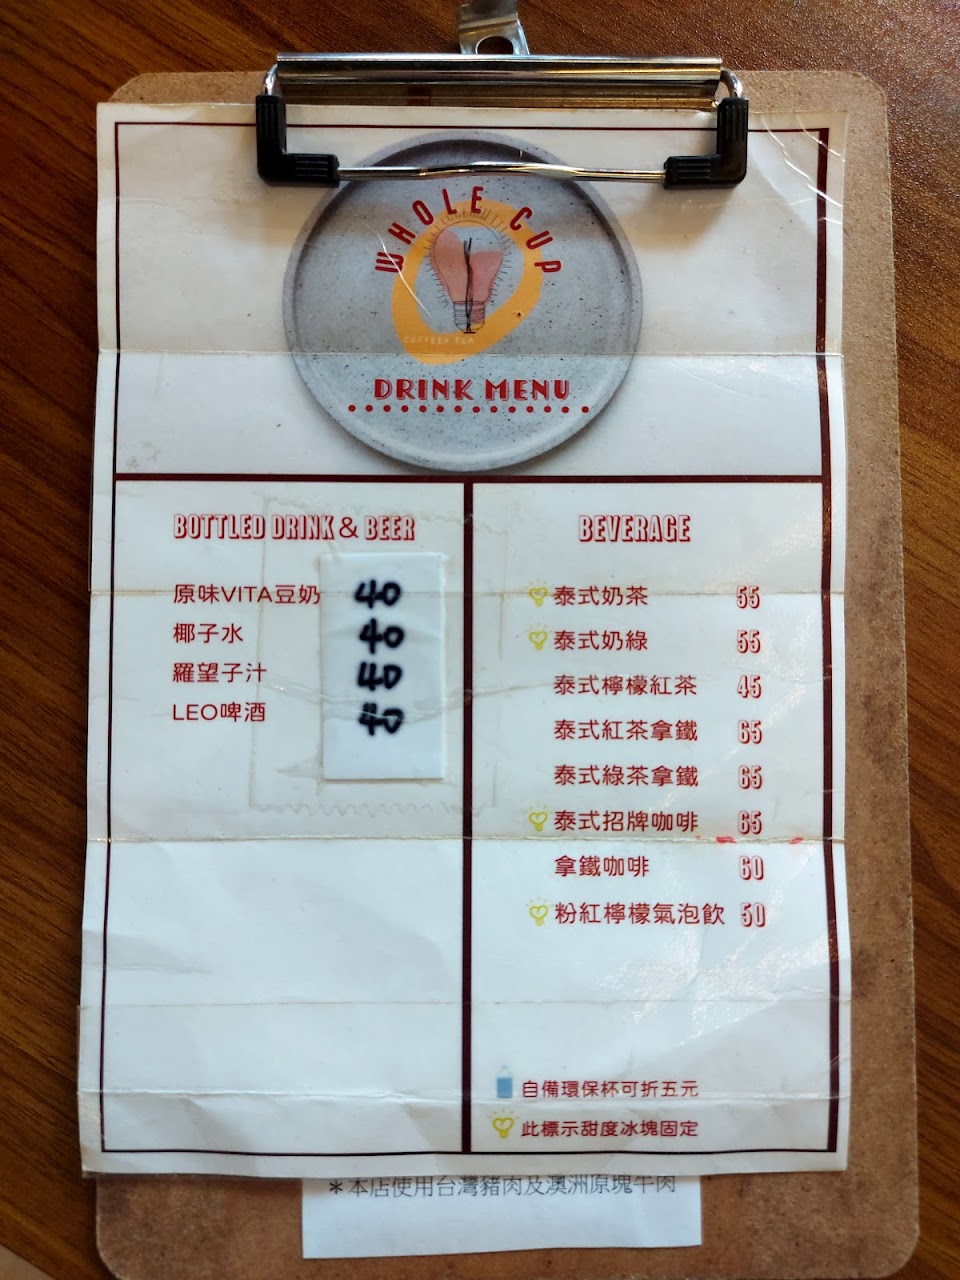 WHOLE CUP
COFFEE + TEA
DRINK MENU
BOTTLED DRINK & BEER
原味VITA豆奶 40
椰子水 40
羅望子汁 40
LEO啤酒
BEVERAGE
泰式奶茶 55
泰式奶綠 55
泰式檸檬紅茶 45
泰式紅茶拿鐵 65
泰式綠茶拿鐵 65
泰式招牌咖啡 65
拿鐵咖啡 60
粉紅檸檬氣泡飲 50
自備環保杯可折五元
此標示甜度冰塊固定
*本店使用台灣豬肉及澳洲原塊牛肉